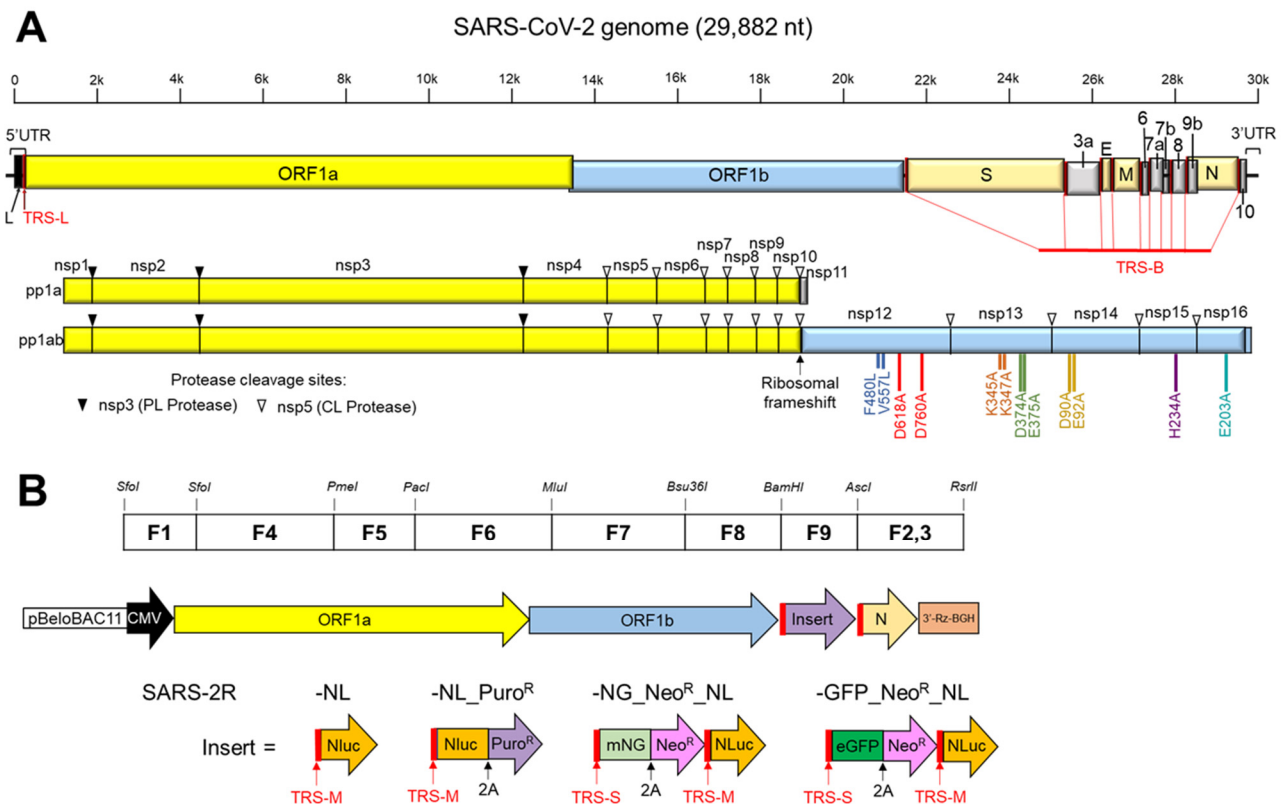 A
SARS-CoV-2 genome (29,882 nt)
0 2k 4k 6k 8k 10k 12k 14k 16k 18k 20k 22k 24k 26k 28k 30k
5'UTR 3a E 6 7a 7b 8 9b 3'UTR
ORF1a ORF1b S M N
L TRS-L 10
TRS-B
nsp1 nsp2 nsp3 nsp4 nsp5 nsp6 nsp7 nsp8 nsp9 nsp10 nsp11
pp1a
nsp12 nsp13 nsp14 nsp15 nsp16
pp1ab
Protease cleavage sites:
nsp3 (PL Protease) nsp5 (CL Protease)
Ribosomal
frameshift
F480L
V557L
D618A
D760A
K345A
K347A
D374A
E375A
D90A
E92A
H234A
E203A
B
SfoI SfoI PmeI PacI MluI Bsu36I BamHI AscI RsrII
F1 F4 F5 F6 F7 F8 F9 F2,3
pBeloBAC11 CMV ORF1a ORF1b Insert N 3'-Rz-BGH
SARS-2R -NL -NL_Puroᴿ -NG_Neoᴿ_NL -GFP_Neoᴿ_NL
Insert = Nluc Nluc Puroᴿ mNG Neoᴿ NLuc eGFP Neoᴿ NLuc
TRS-M TRS-M 2A TRS-S 2A TRS-M TRS-S 2A TRS-M